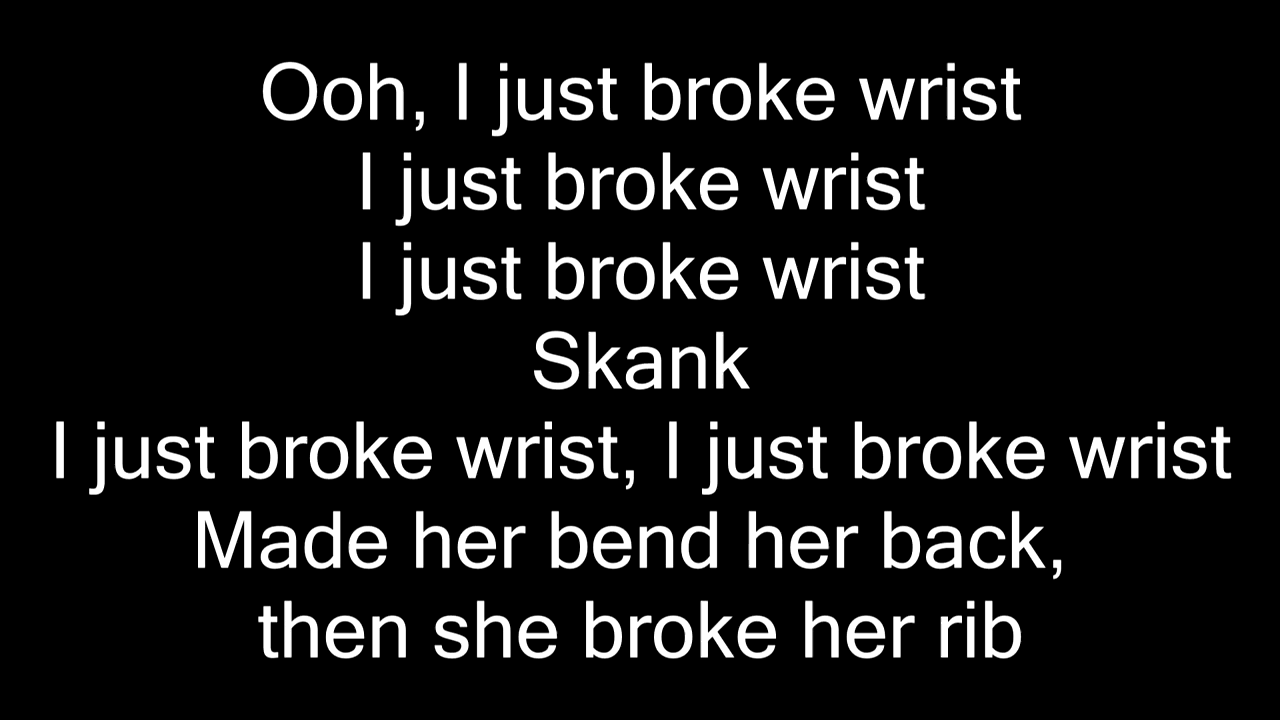 Ooh, I just broke wrist
I just broke wrist
I just broke wrist
Skank
I just broke wrist, I just broke wrist
Made her bend her back,
then she broke her rib